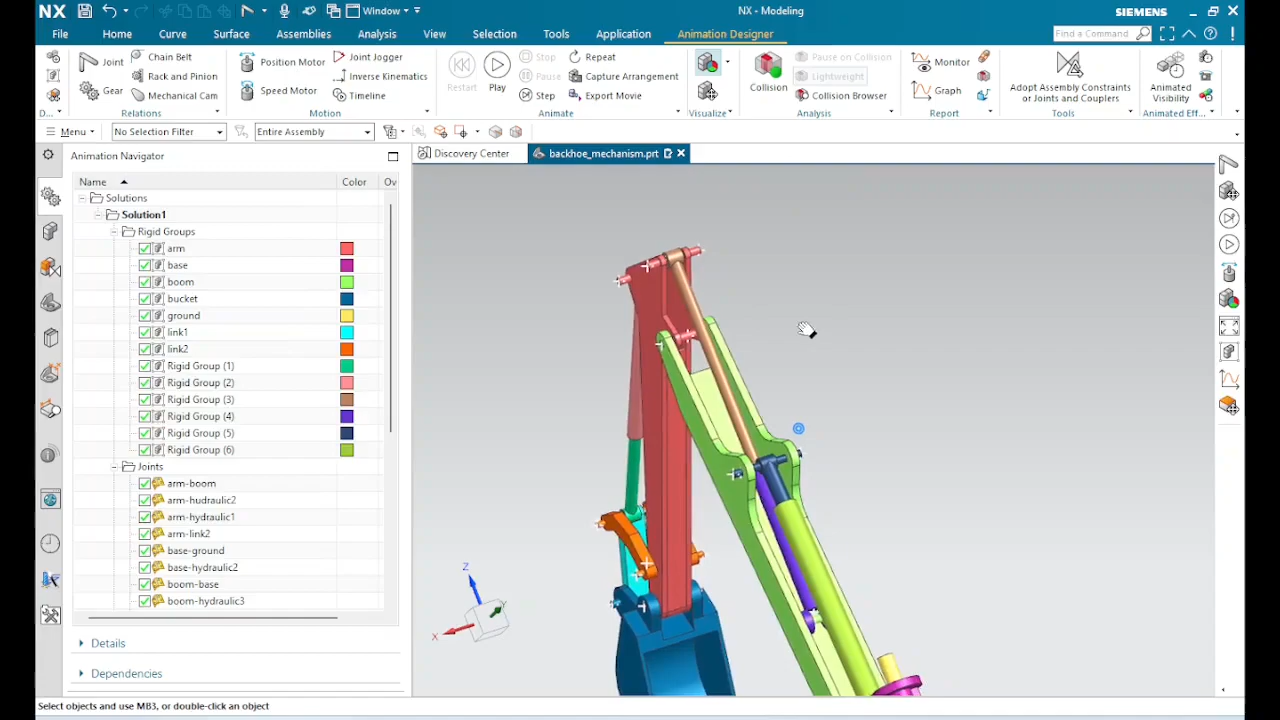 NX Window NX - Modeling SIEMENS
File Home Curve Surface Assemblies Analysis View Selection Tools Application Animation Designer Find a Command
Joint Chain Belt Position Motor Joint Jogger Stop Repeat Pause on Collision Monitor
Gear Rack and Pinion Speed Motor Inverse Kinematics Restart Play Pause Capture Arrangement Collision Lightweight Graph Adopt Assembly Constraints or Joints and Couplers Animated Visibility
Mechanical Cam Timeline Step Export Movie Collision Browser
D... Relations Motion Animate Visualize Analysis Report Tools Animated Ef...
Menu No Selection Filter Entire Assembly
Animation Navigator Discovery Center backhoe_mechanism.prt
Name Color Ov
Solutions
Solution1
Rigid Groups
arm
base
boom
bucket
ground
link1
link2
Rigid Group (1)
Rigid Group (2)
Rigid Group (3)
Rigid Group (4)
Rigid Group (5)
Rigid Group (6)
Joints
arm-boom
arm-hudraulic2
arm-hydraulic1
arm-link2
base-ground
base-hydraulic2
boom-base
boom-hydraulic3
Z
X
Details
Dependencies
Select objects and use MB3, or double-click an object